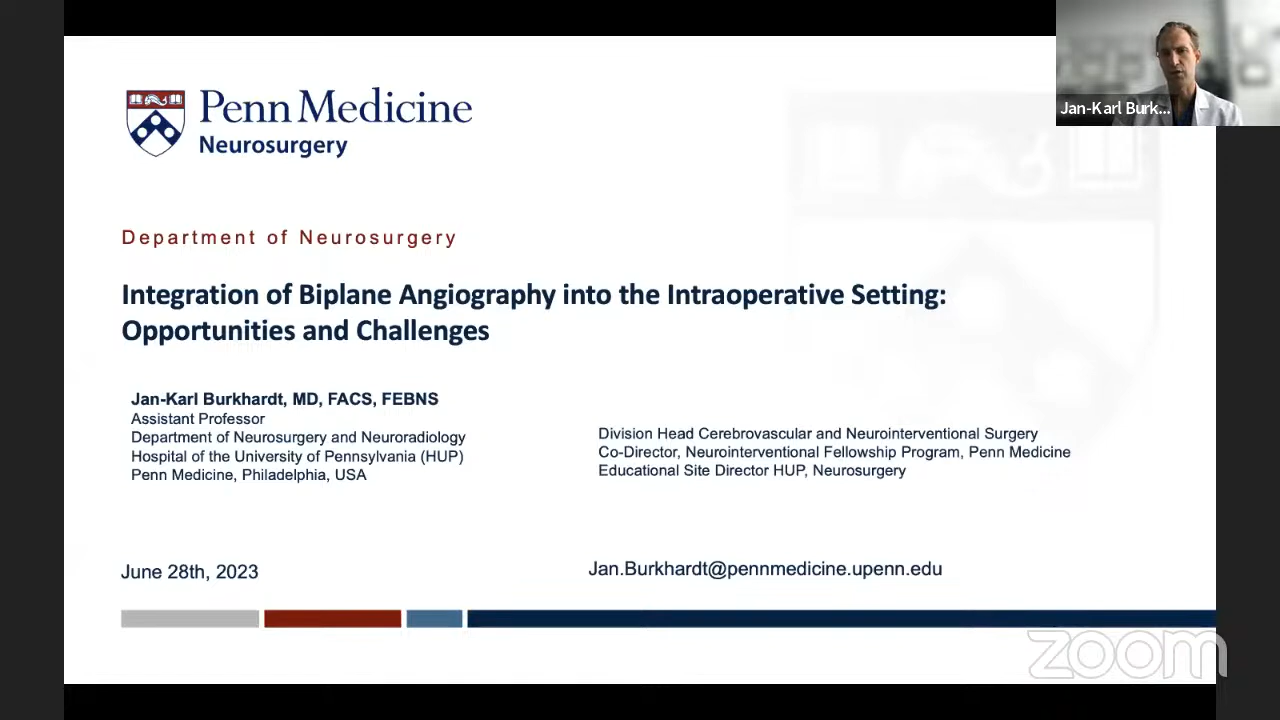 Penn Medicine
Neurosurgery
Jan-Karl Burk...
Department of Neurosurgery
Integration of Biplane Angiography into the Intraoperative Setting:
Opportunities and Challenges
Jan-Karl Burkhardt, MD, FACS, FEBNS
Assistant Professor
Department of Neurosurgery and Neuroradiology
Hospital of the University of Pennsylvania (HUP)
Penn Medicine, Philadelphia, USA
Division Head Cerebrovascular and Neurointerventional Surgery
Co-Director, Neurointerventional Fellowship Program, Penn Medicine
Educational Site Director HUP, Neurosurgery
June 28th, 2023
Jan.Burkhardt@pennmedicine.upenn.edu
zoom